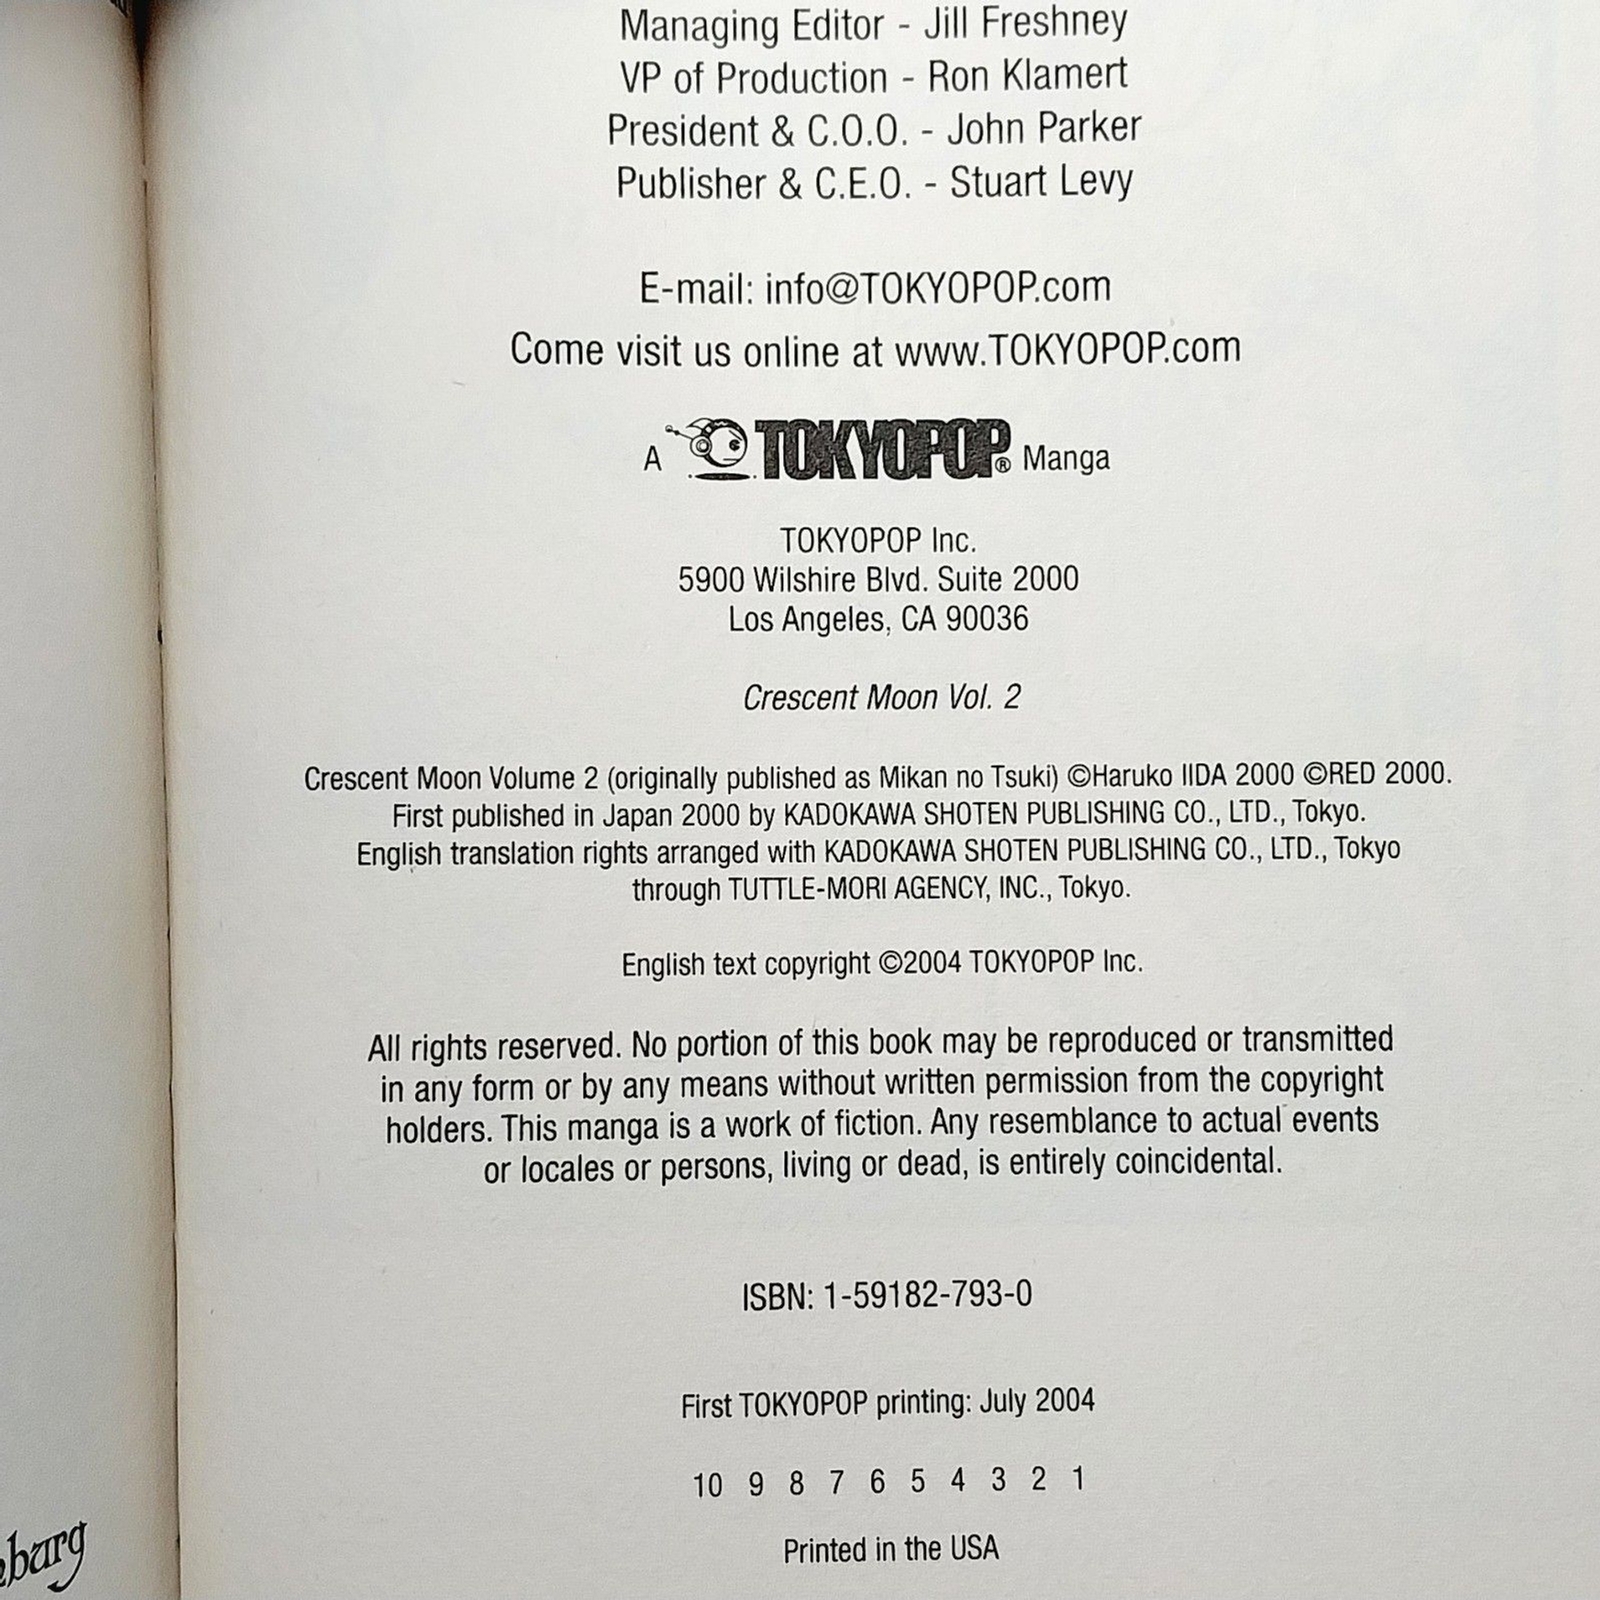 Managing Editor - Jill Freshney
VP of Production - Ron Klamert
President & C.O.O. - John Parker
Publisher & C.E.O. - Stuart Levy
E-mail: info@TOKYOPOP.com
Come visit us online at www.TOKYOPOP.com
A TOKYOPOP® Manga
TOKYOPOP Inc.
5900 Wilshire Blvd. Suite 2000
Los Angeles, CA 90036
Crescent Moon Vol. 2
Crescent Moon Volume 2 (originally published as Mikan no Tsuki) ©Haruko IIDA 2000 ©RED 2000.
First published in Japan 2000 by KADOKAWA SHOTEN PUBLISHING CO., LTD., Tokyo.
English translation rights arranged with KADOKAWA SHOTEN PUBLISHING CO., LTD., Tokyo
through TUTTLE-MORI AGENCY, INC., Tokyo.
English text copyright ©2004 TOKYOPOP Inc.
All rights reserved. No portion of this book may be reproduced or transmitted
in any form or by any means without written permission from the copyright
holders. This manga is a work of fiction. Any resemblance to actual events
or locales or persons, living or dead, is entirely coincidental.
ISBN: 1-59182-793-0
First TOKYOPOP printing: July 2004
10 9 8 7 6 5 4 3 2 1
Printed in the USA